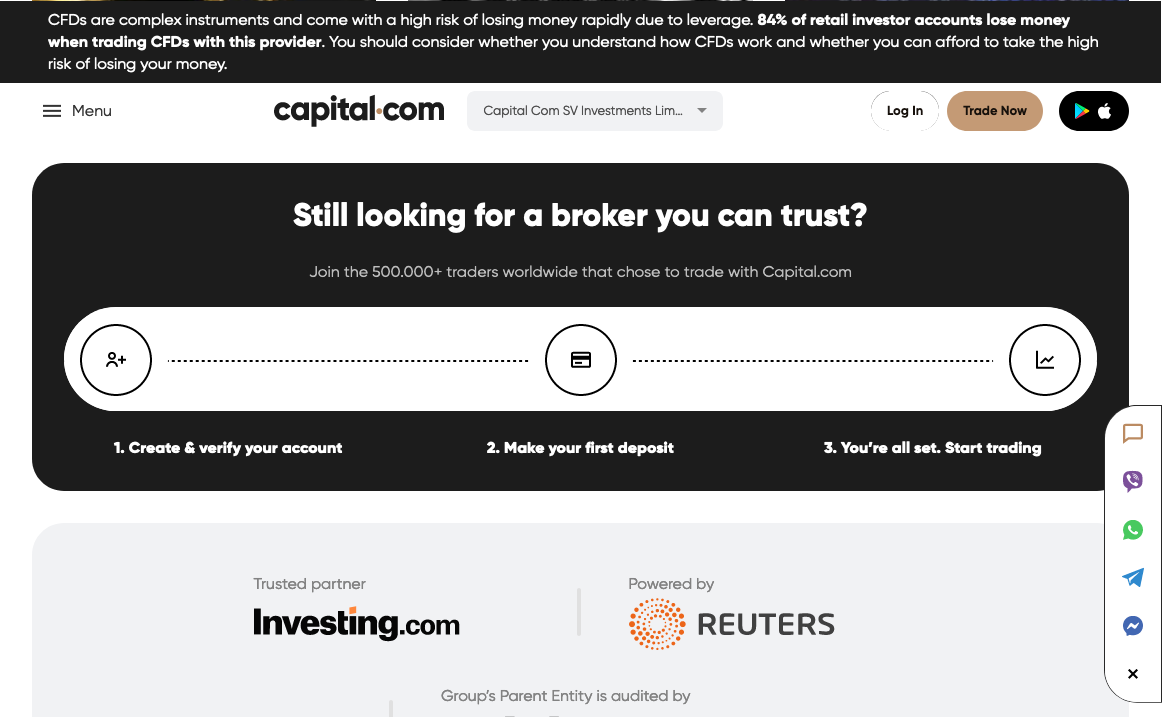 CFDs are complex instruments and come with a high risk of losing money rapidly due to leverage. 84% of retail investor accounts lose money
when trading CFDs with this provider. You should consider whether you understand how CFDs work and whether you can afford to take the high
risk of losing your money.
Menu
capital.com
Capital Com SV Investments Lim...
Log In
Trade Now
Still looking for a broker you can trust?
Join the 500.000+ traders worldwide that chose to trade with Capital.com
1. Create & verify your account
2. Make your first deposit
3. You're all set. Start trading
Trusted partner
Investing.com
Powered by
REUTERS
Group's Parent Entity is audited by